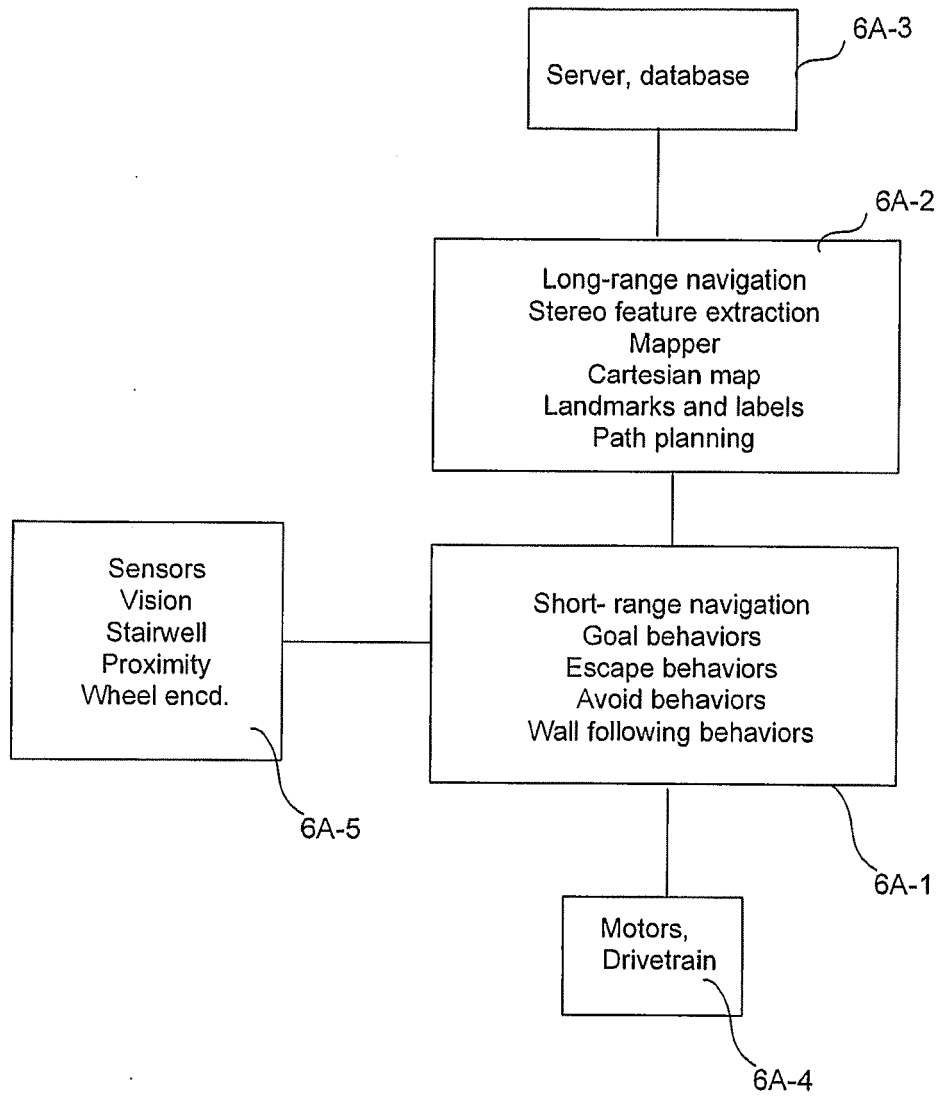 6A-3
Server, database
6A-2
Long-range navigation
Stereo feature extraction
Mapper
Cartesian map
Landmarks and labels
Path planning
Sensors
Vision
Stairwell
Proximity
Wheel encd.
6A-5
Short- range navigation
Goal behaviors
Escape behaviors
Avoid behaviors
Wall following behaviors
6A-1
Motors,
Drivetrain
6A-4